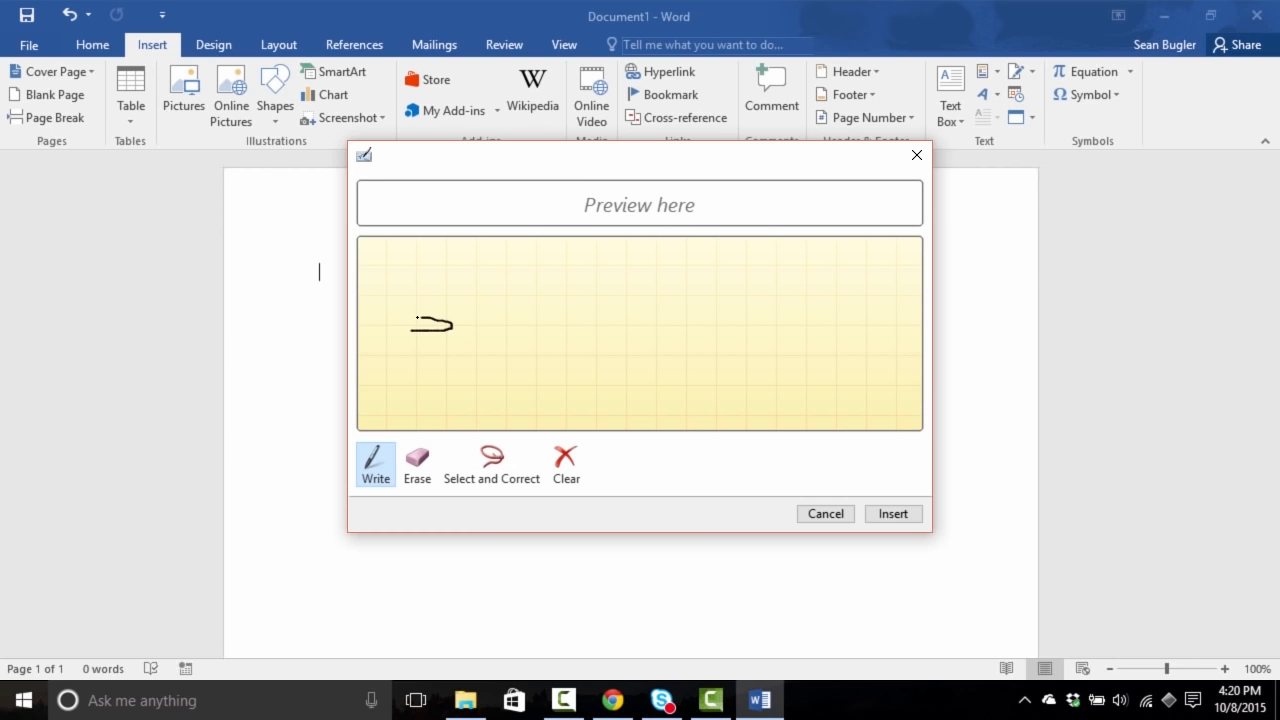 Document1 - Word
File Home Insert Design Layout References Mailings Review View Tell me what you want to do... Sean Bugler Share
Cover Page
Blank Page
Page Break
Pages
Table
Tables
Pictures
Online Pictures
Shapes
SmartArt
Chart
Screenshot
Illustrations
Store
My Add-ins
W
Wikipedia
Add-ins
Online Video
Media
Hyperlink
Bookmark
Cross-reference
Links
Comment
Comments
Header
Footer
Page Number
Header & Footer
Text Box
Text
π Equation
Ω Symbol
Symbols
Preview here
Write Erase Select and Correct Clear
Cancel Insert
Page 1 of 1 0 words 100%
Ask me anything
4:20 PM
10/8/2015